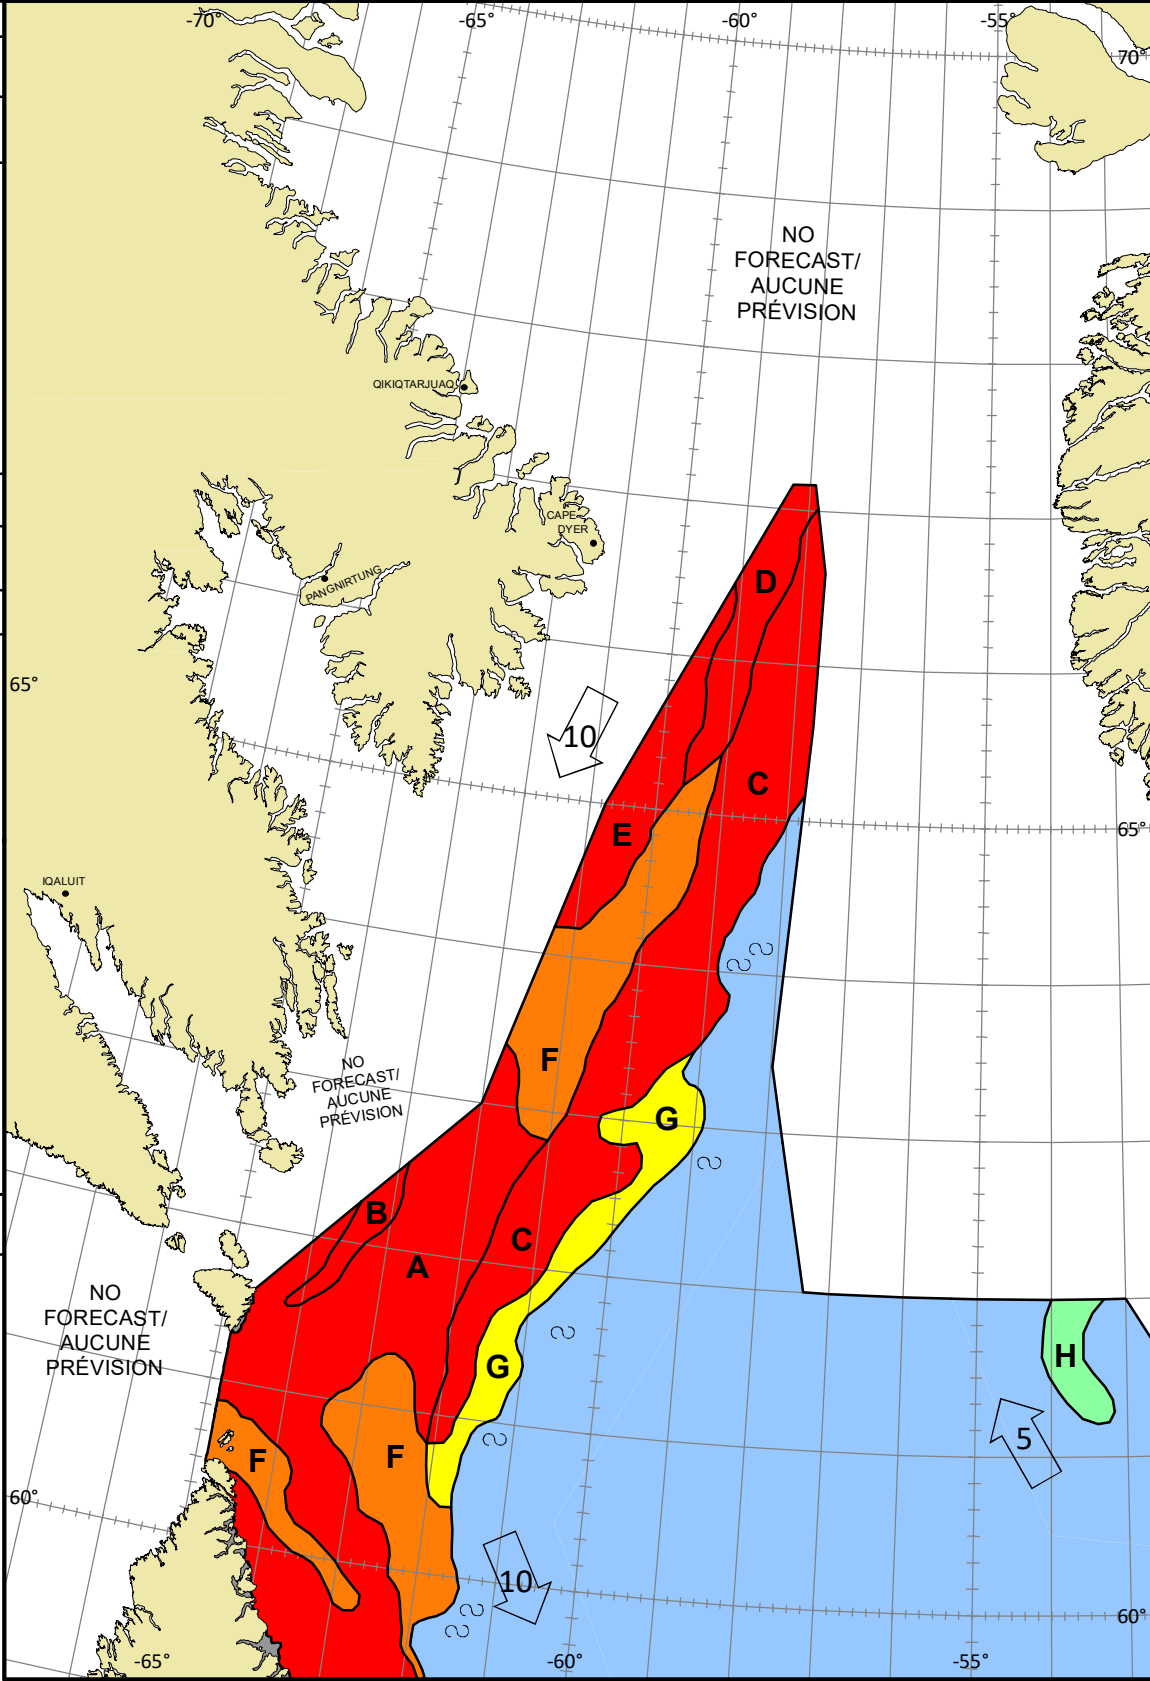 -70°
-65°
-60°
-55°
70°
NO
FORECAST/
AUCUNE
PRÉVISION
QIKIQTARJUAQ
CAPE
DYER
PANGNIRTUNG
D
65°
10
C
E
65°
IQALUIT
F
NO
FORECAST/
AUCUNE
PRÉVISION
G
B
C
A
NO
FORECAST/
AUCUNE
PRÉVISION
H
G
5
F
F
60°
10
60°
-65°
-60°
-55°